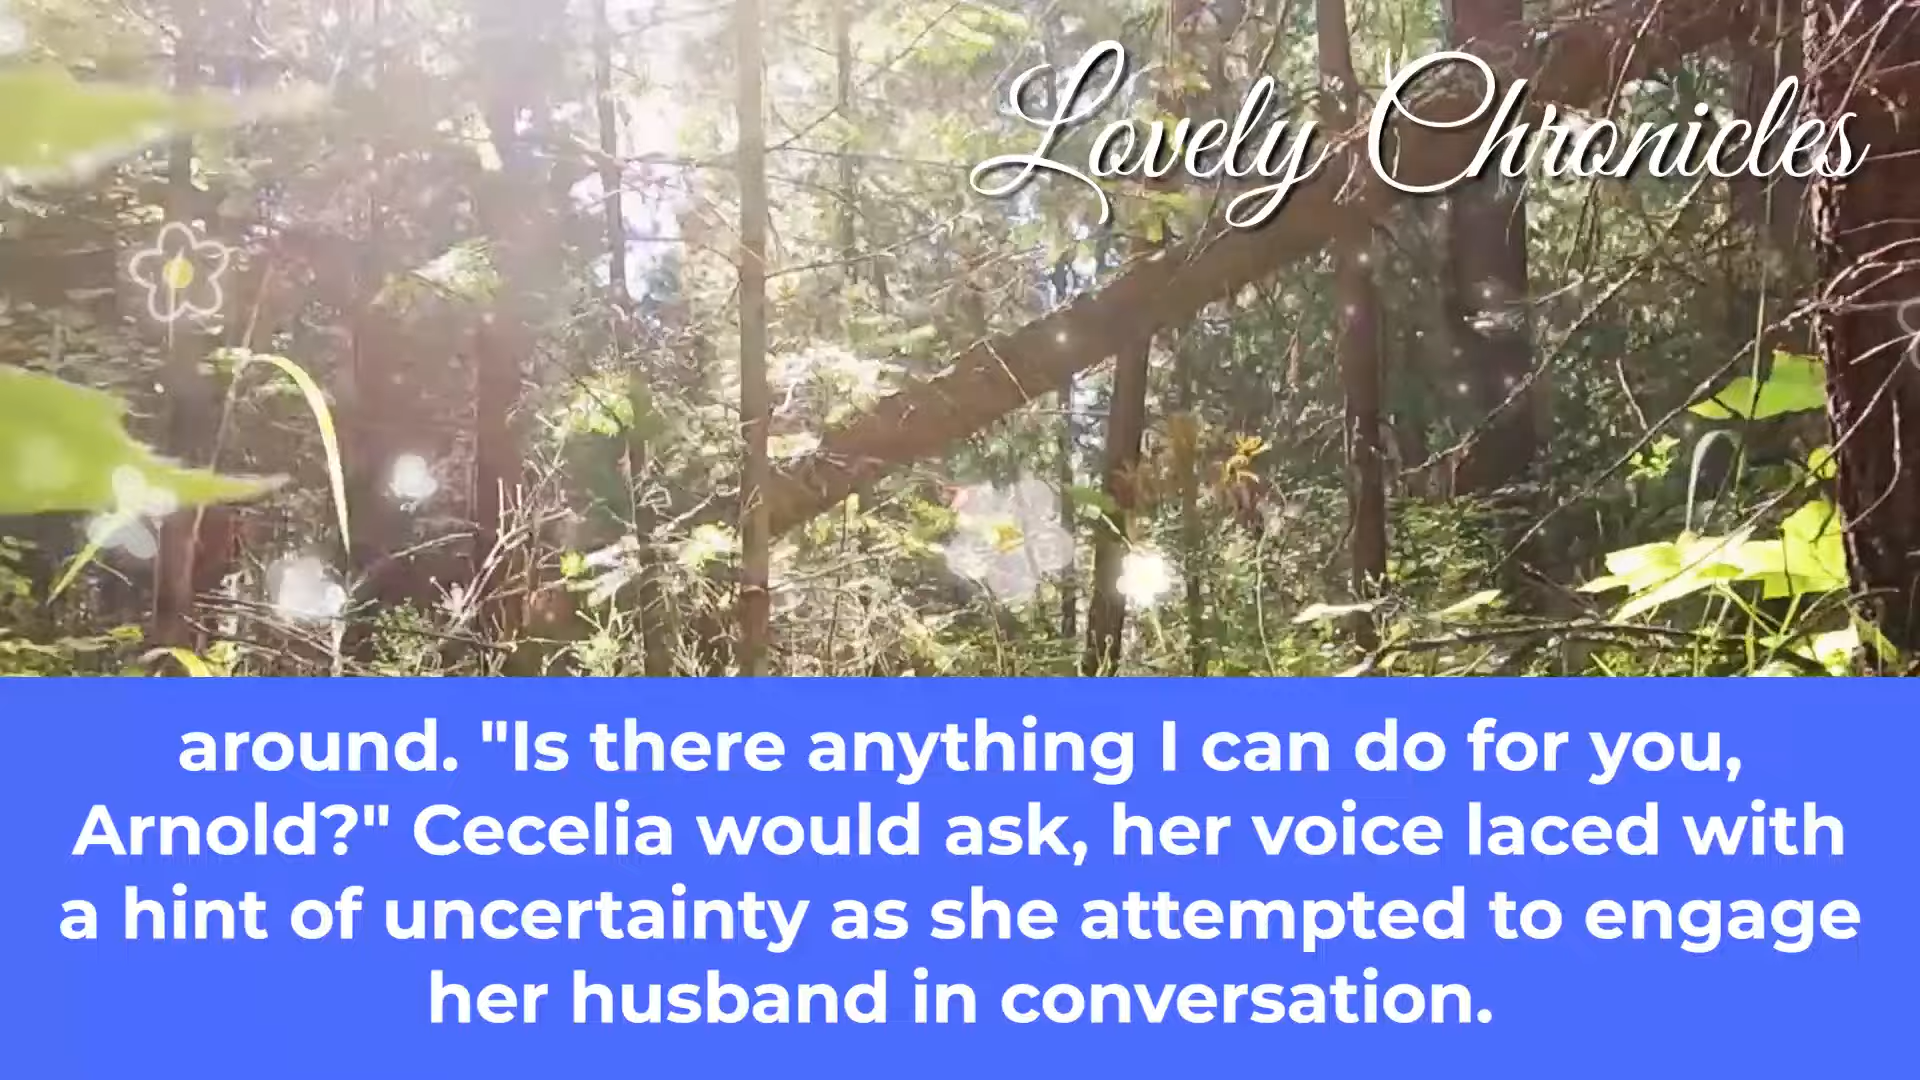 Lovely Chronicles
around. "Is there anything I can do for you,
Arnold?" Cecelia would ask, her voice laced with
a hint of uncertainty as she attempted to engage
her husband in conversation.